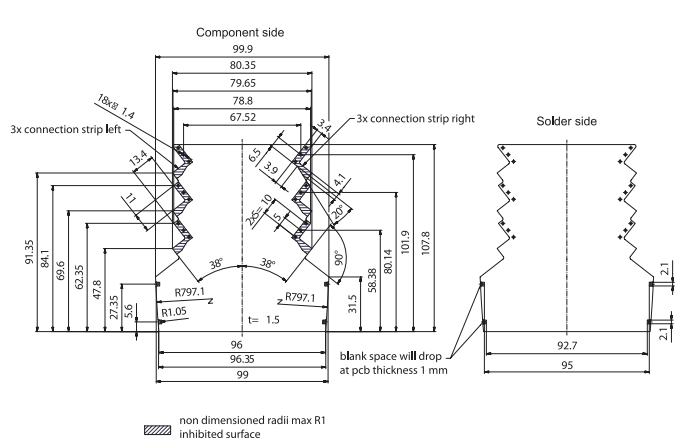 Component side
99.9
80.35
79.65
78.8
67.52
18x 1.4
3x connection strip left
3x connection strip right
Solder side
3.4
6.5
3.9
13.4
11
4.1
2x5= 10
5
20°
90°
38°
38°
91.35
84.1
69.6
62.35
47.8
27.35
5.6
R797.1
z
R797.1
z
R1.05
t= 1.5
31.5
58.38
80.14
101.9
107.8
2.1
2.1
96
96.35
99
blank space will drop
at pcb thickness 1 mm
92.7
95
non dimensioned radii max R1
inhibited surface